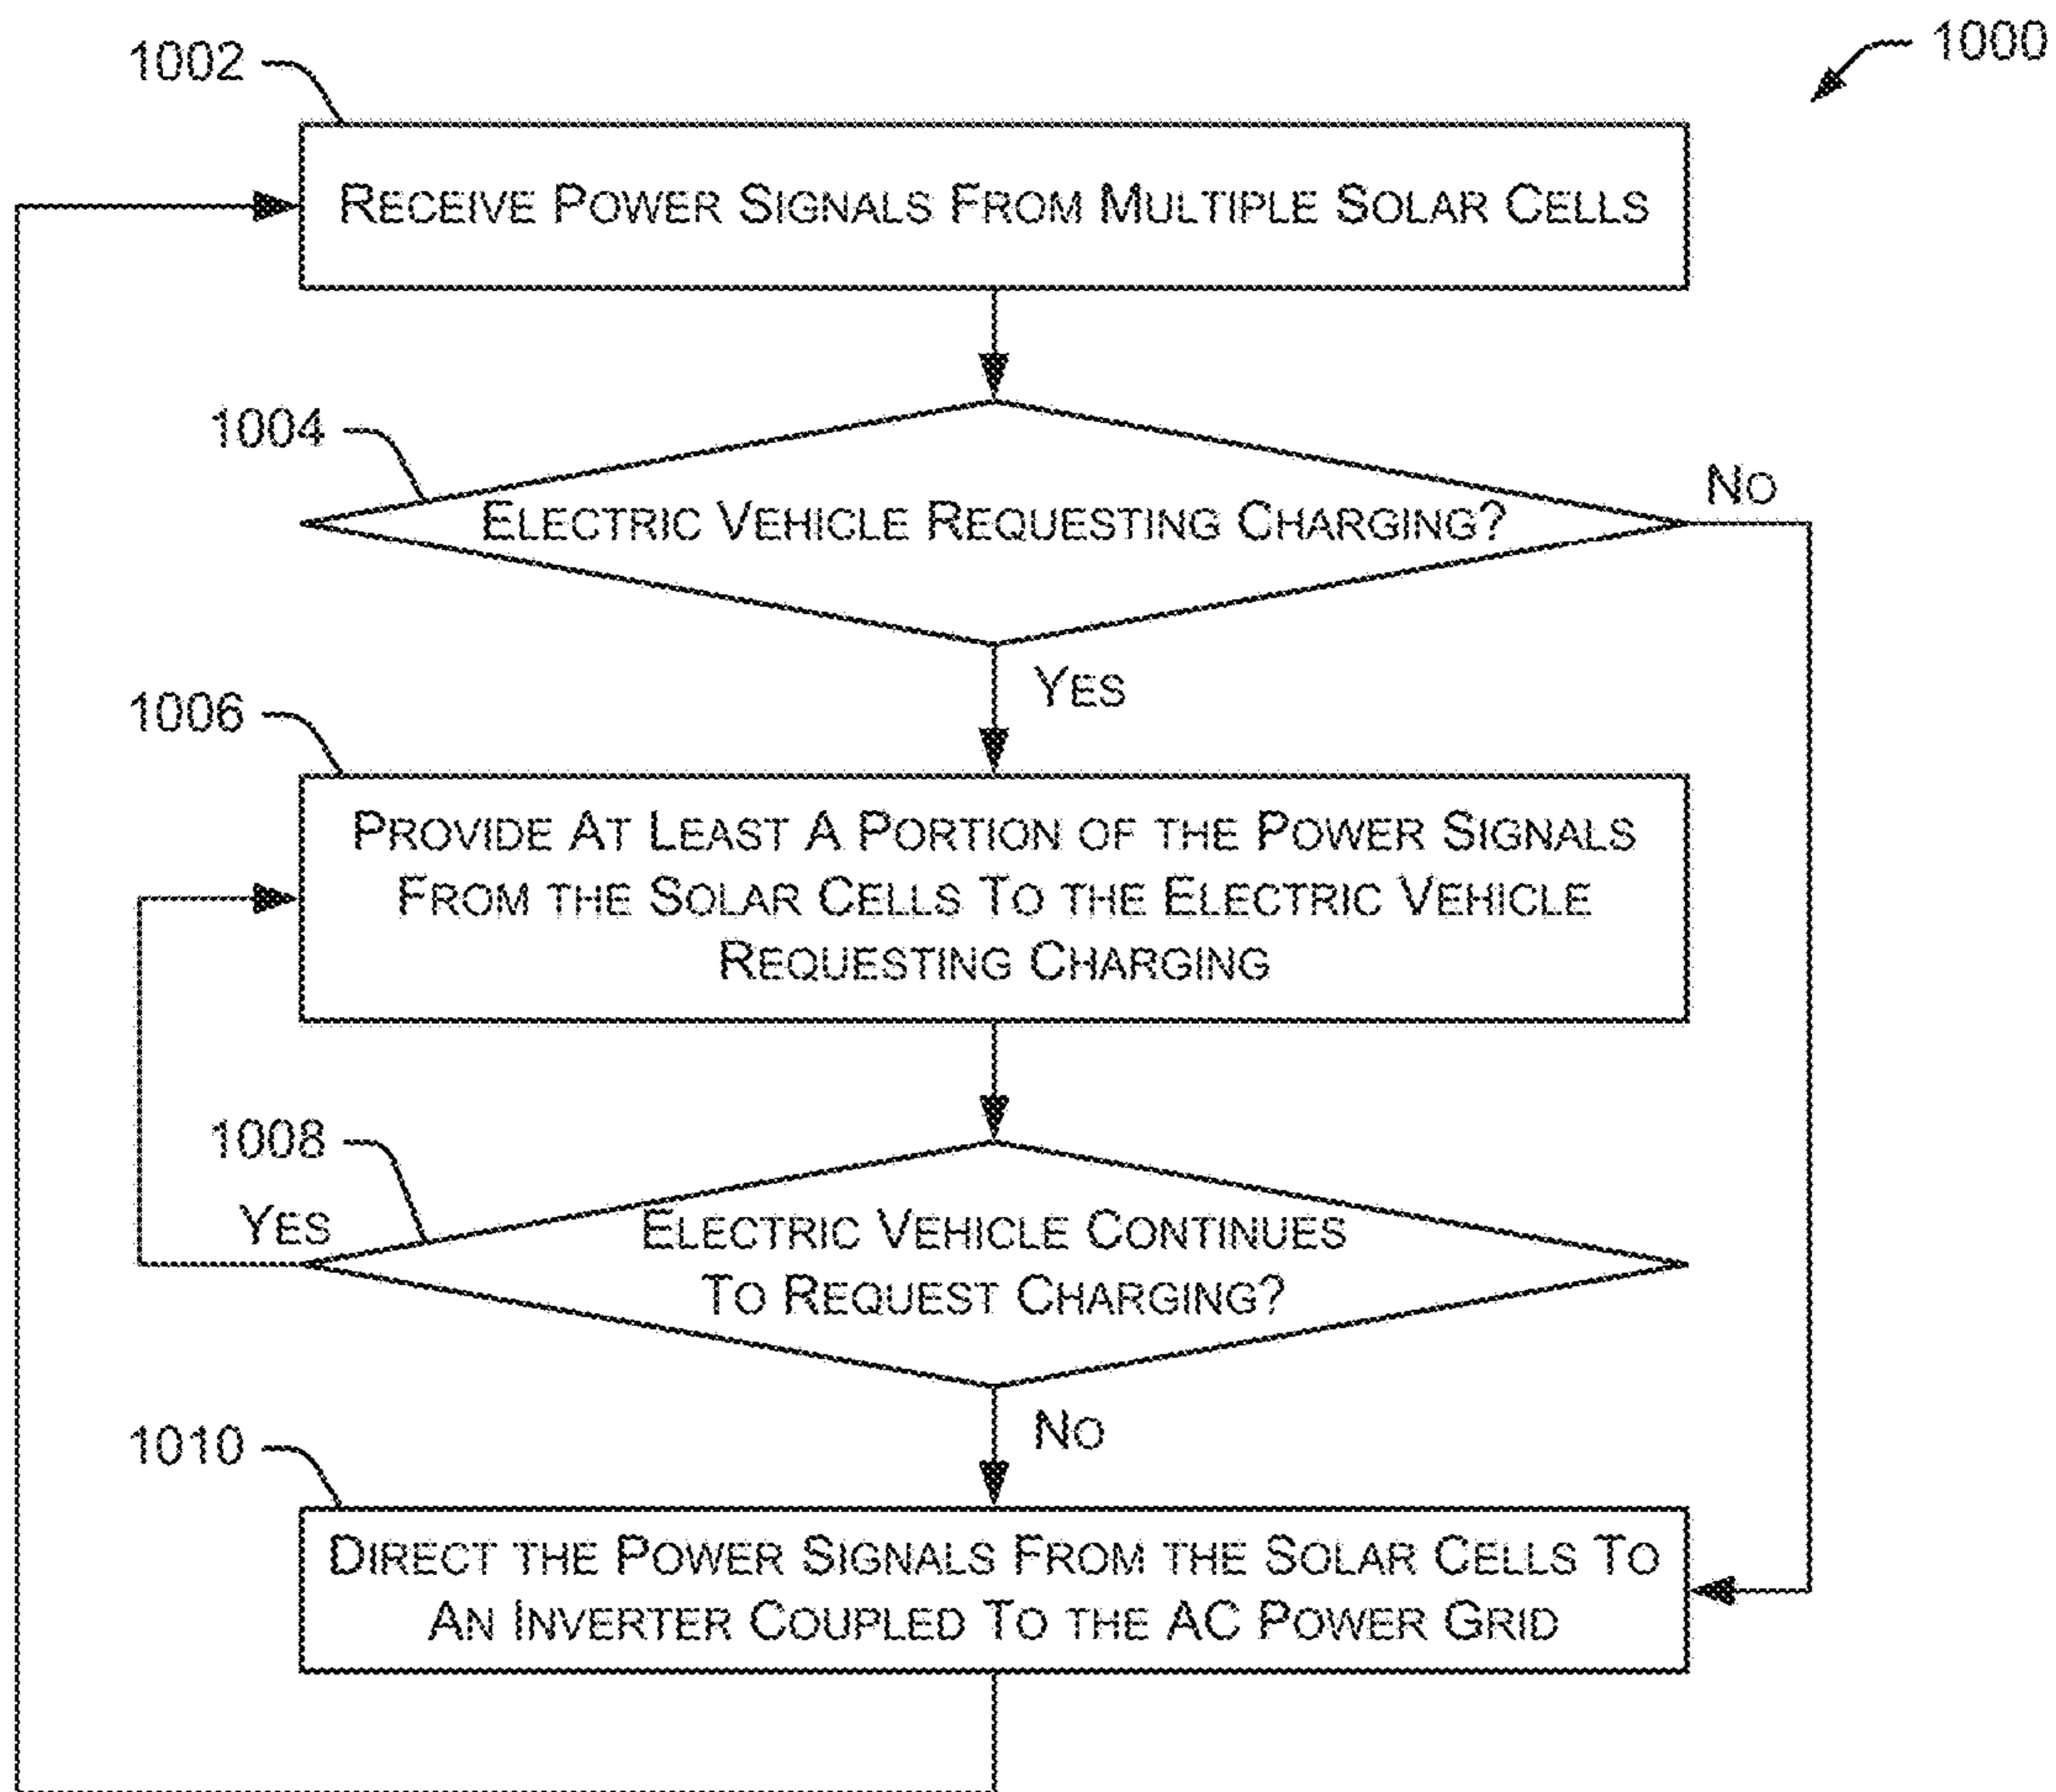 1000
1002
RECEIVE POWER SIGNALS FROM MULTIPLE SOLAR CELLS
1004
ELECTRIC VEHICLE REQUESTING CHARGING?
NO
YES
1006
PROVIDE AT LEAST A PORTION OF THE POWER SIGNALS
FROM THE SOLAR CELLS TO THE ELECTRIC VEHICLE
REQUESTING CHARGING
1008
YES
ELECTRIC VEHICLE CONTINUES
TO REQUEST CHARGING?
NO
1010
DIRECT THE POWER SIGNALS FROM THE SOLAR CELLS TO
AN INVERTER COUPLED TO THE AC POWER GRID